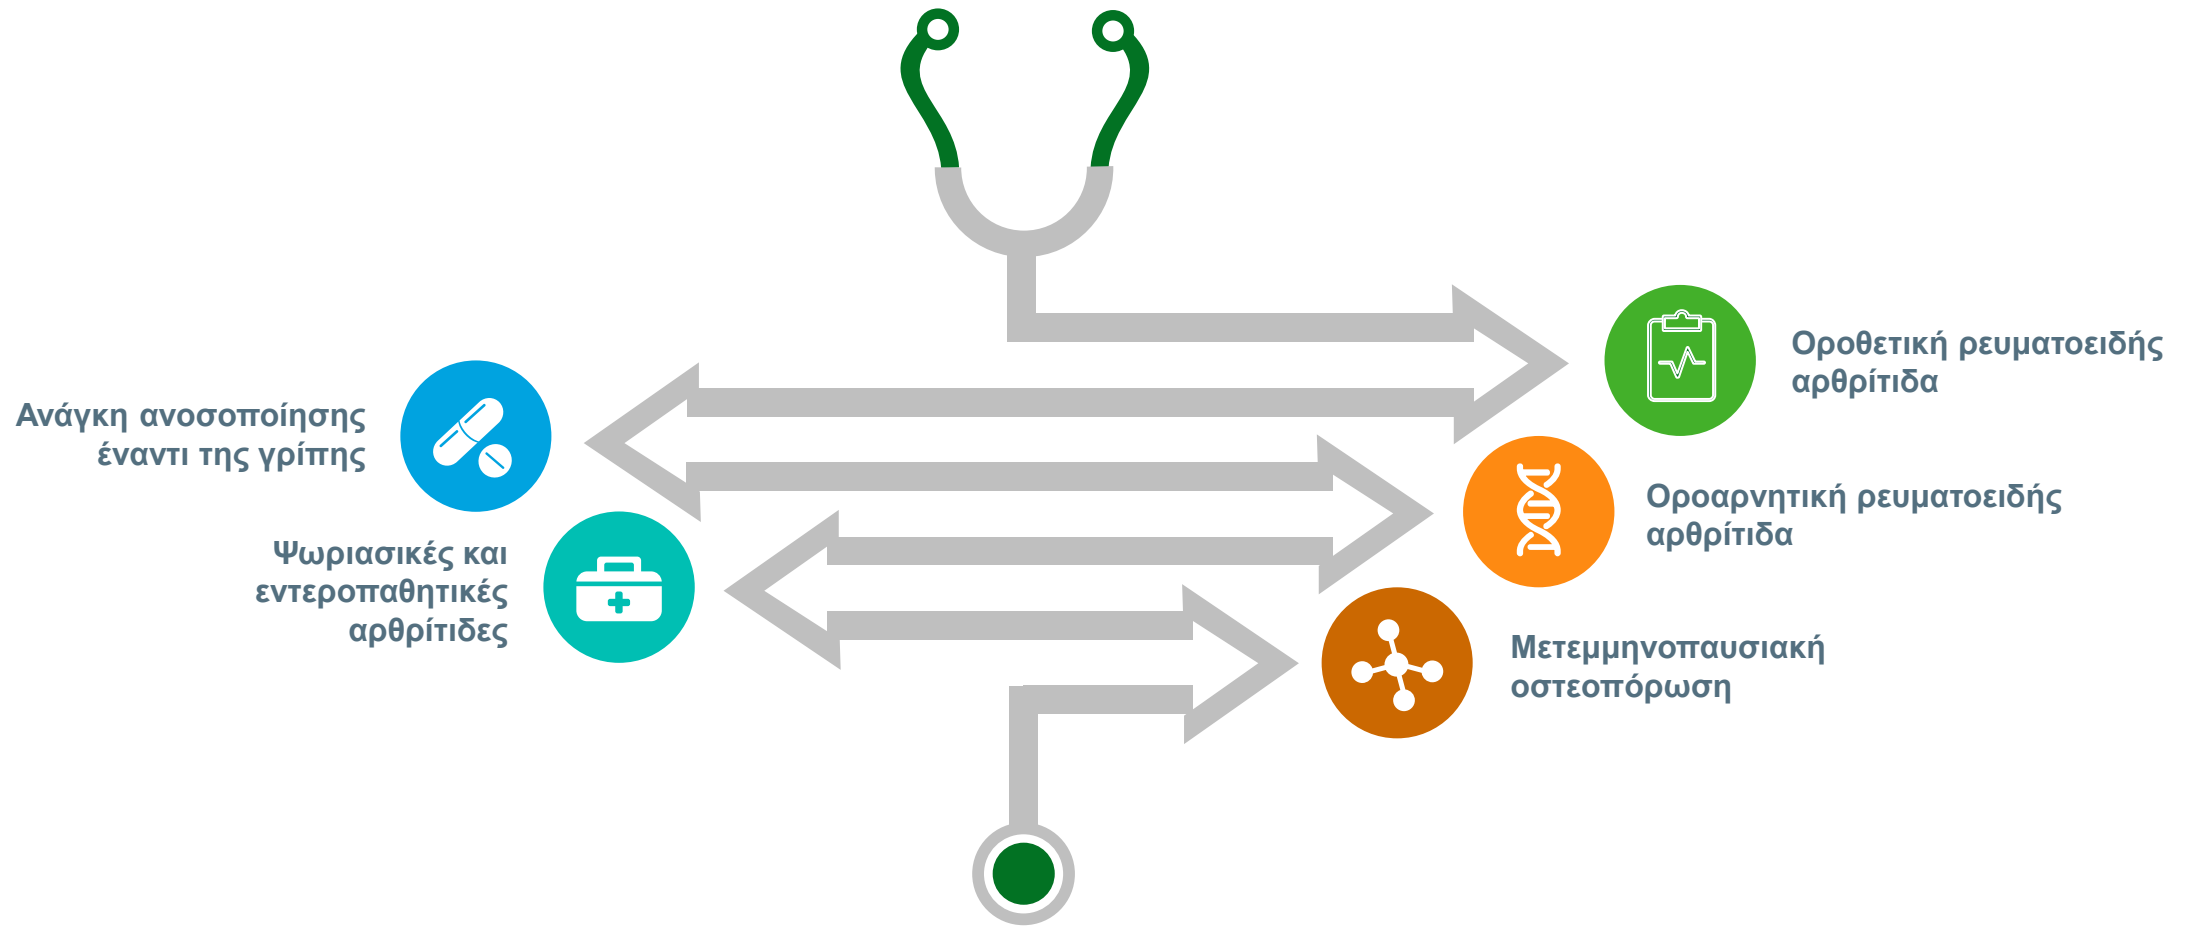 Οροθετική ρευματοειδής
αρθρίτιδα
Ανάγκη ανοσοποίησης
έναντι της γρίπης
Οροαρνητική ρευματοειδής
αρθρίτιδα
Ψωριασικές και
εντεροπαθητικές
αρθρίτιδες
Μετεμμηνοπαυσιακή
οστεοπόρωση